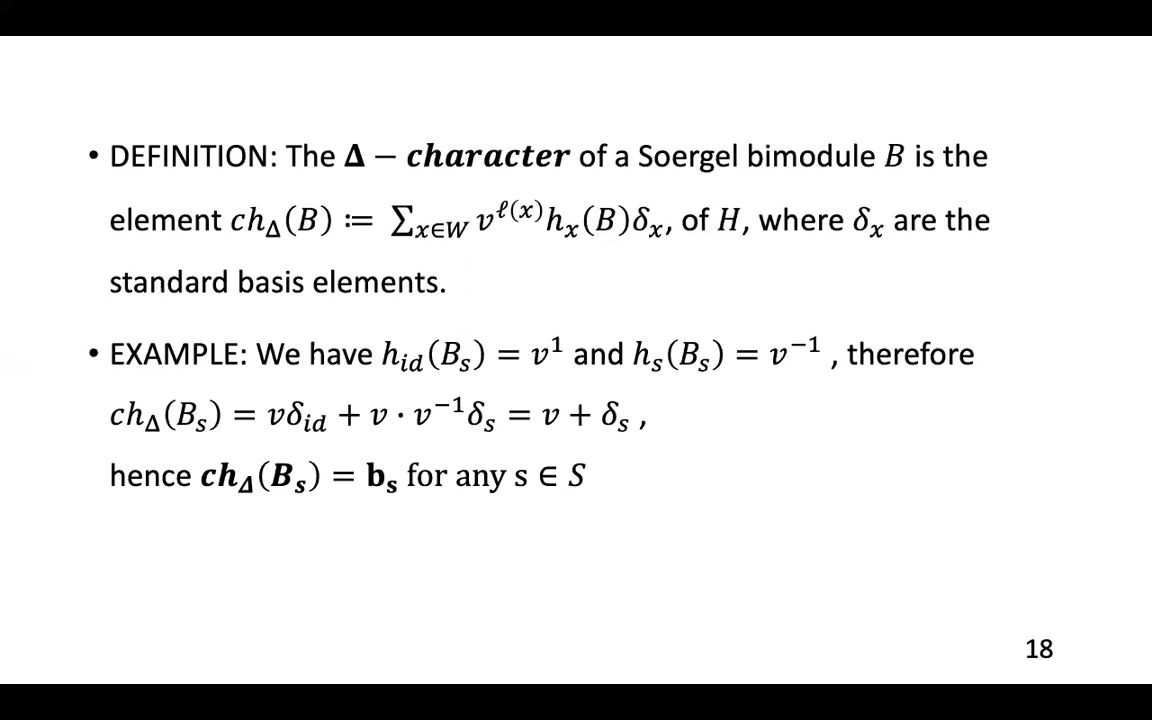 • DEFINITION: The Δ − character of a Soergel bimodule B is the
element ch_Δ(B) ≔ ∑_{x∈W} v^{ℓ(x)}h_x(B)δ_x, of H, where δ_x are the
standard basis elements.
• EXAMPLE: We have h_{id}(B_s) = v^1 and h_s(B_s) = v^{−1} , therefore
ch_Δ(B_s) = vδ_{id} + v · v^{−1}δ_s = v + δ_s ,
hence ch_Δ(B_s) = b_s for any s ∈ S
18